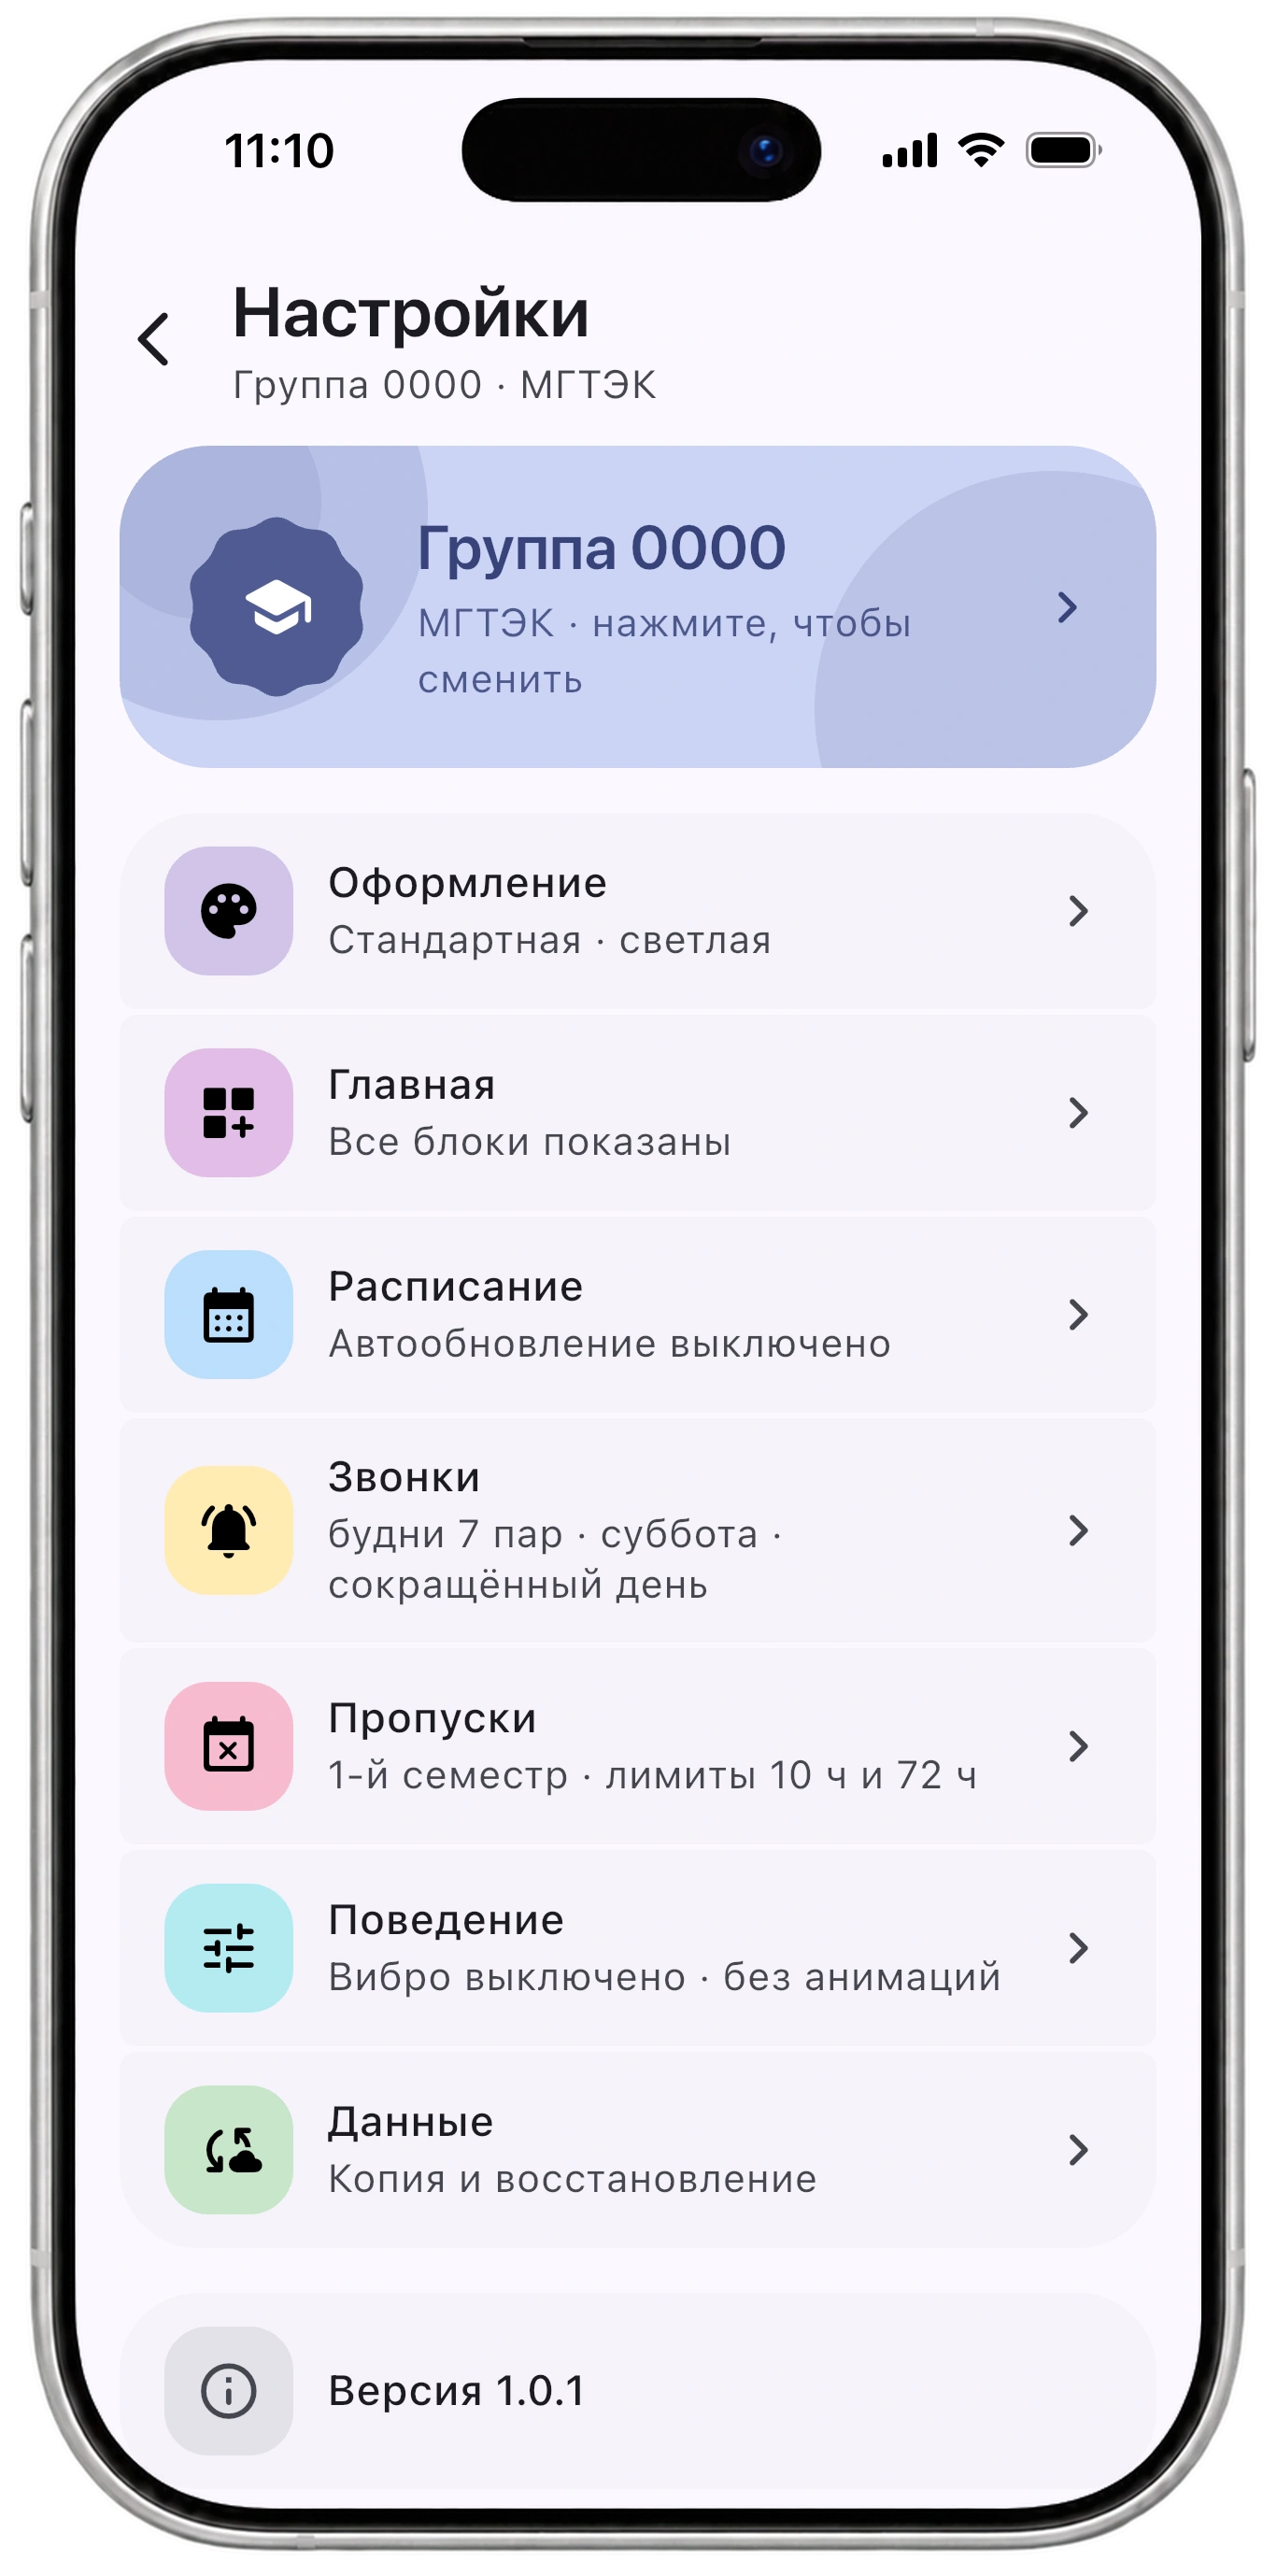 11:10
Настройки
Группа 0000 · МГТЭК
Группа 0000
МГТЭК · нажмите, чтобы
сменить
Оформление
Стандартная · светлая
Главная
Все блоки показаны
Расписание
Автообновление выключено
Звонки
будни 7 пар · суббота ·
сокращённый день
Пропуски
1-й семестр · лимиты 10 ч и 72 ч
Поведение
Вибро выключено · без анимаций
Данные
Копия и восстановление
Версия 1.0.1